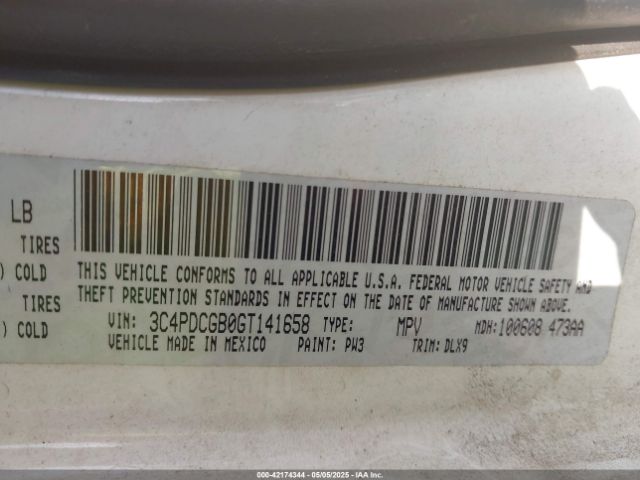 LB
TIRES
) COLD
TIRES
) COLD
THIS VEHICLE CONFORMS TO ALL APPLICABLE U.S.A. FEDERAL MOTOR VEHICLE SAFETY AND
THEFT PREVENTION STANDARDS IN EFFECT ON THE DATE OF MANUFACTURE SHOWN ABOVE.
VIN: 3C4PDCGB0GT141658 TYPE: MPV MDH:100608 473AA
VEHICLE MADE IN MEXICO PAINT: PW3 TRIM: DLX9
000-42174344 | 05/05/2025 - IAA Inc.